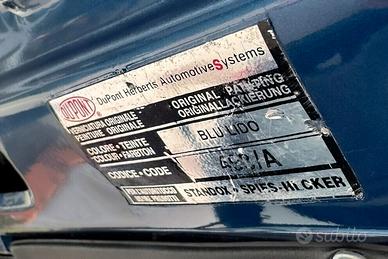 DUPONT
DuPont Herberts AutomotiveSystems
VERNICIATURA ORIGINALE
PEINTURE ORIGINALE
ORIGINAL PAINTING
ORIGINALLACKIERUNG
COLORE • TEINTE
COLOUR • FARBTON
BLU LIDO
CODICE • CODE
/A
STANDOX • SPIES-HECKER
subito